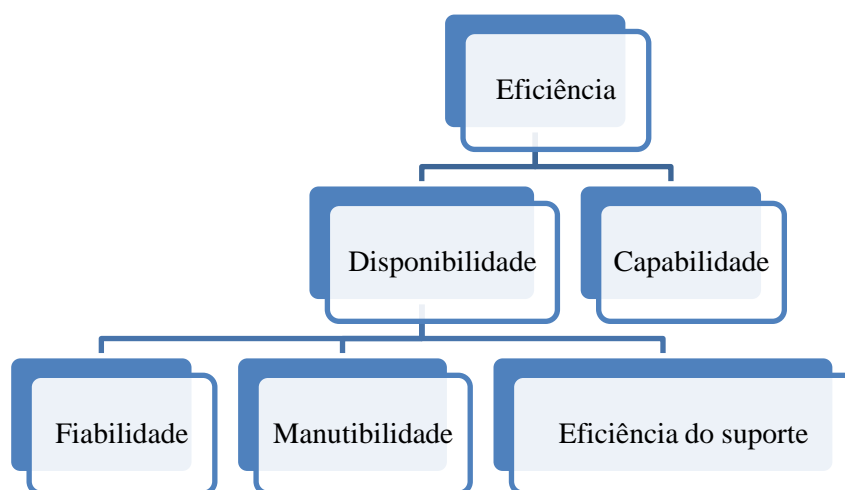 Eficiência
Disponibilidade
Capabilidade
Fiabilidade
Manutibilidade
Eficiência do suporte